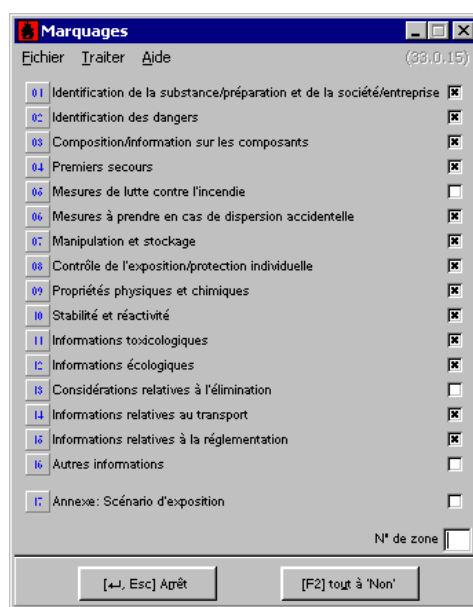 Marquages
Fichier Traiter Aide (33.0.15)
01 Identification de la substance/préparation et de la société/entreprise
02 Identification des dangers
03 Composition/information sur les composants
04 Premiers secours
05 Mesures de lutte contre l'incendie
06 Mesures à prendre en cas de dispersion accidentelle
07 Manipulation et stockage
08 Contrôle de l'exposition/protection individuelle
09 Propriétés physiques et chimiques
10 Stabilité et réactivité
11 Informations toxicologiques
12 Informations écologiques
13 Considérations relatives à l'élimination
14 Informations relatives au transport
15 Informations relatives à la réglementation
16 Autres informations
17 Annexe: Scénario d'exposition
N° de zone
[↵, Esc] Arrêt [F2] tout à 'Non'